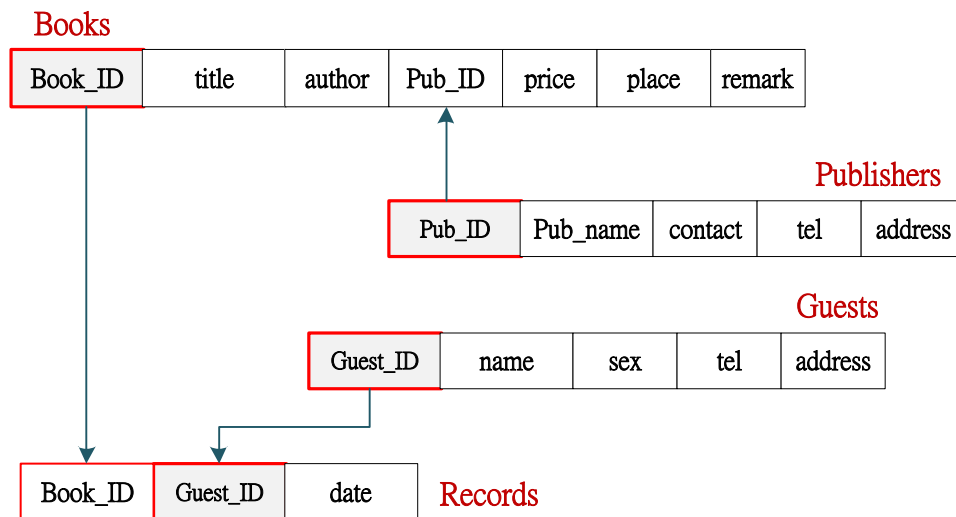 Books
Book_ID title author Pub_ID price place remark
Publishers
Pub_ID Pub_name contact tel address
Guests
Guest_ID name sex tel address
Book_ID Guest_ID date Records